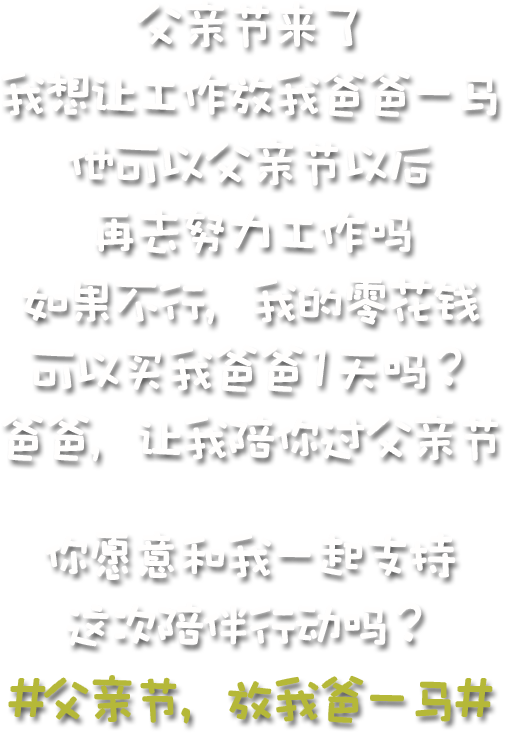 父亲节来了
我想让工作放我爸爸一马
他可以父亲节以后
再去努力工作吗
如果不行，我的零花钱
可以买我爸爸1天吗？
爸爸，让我陪你过父亲节
你愿意和我一起支持
这次陪伴行动吗？
#父亲节，放我爸一马#